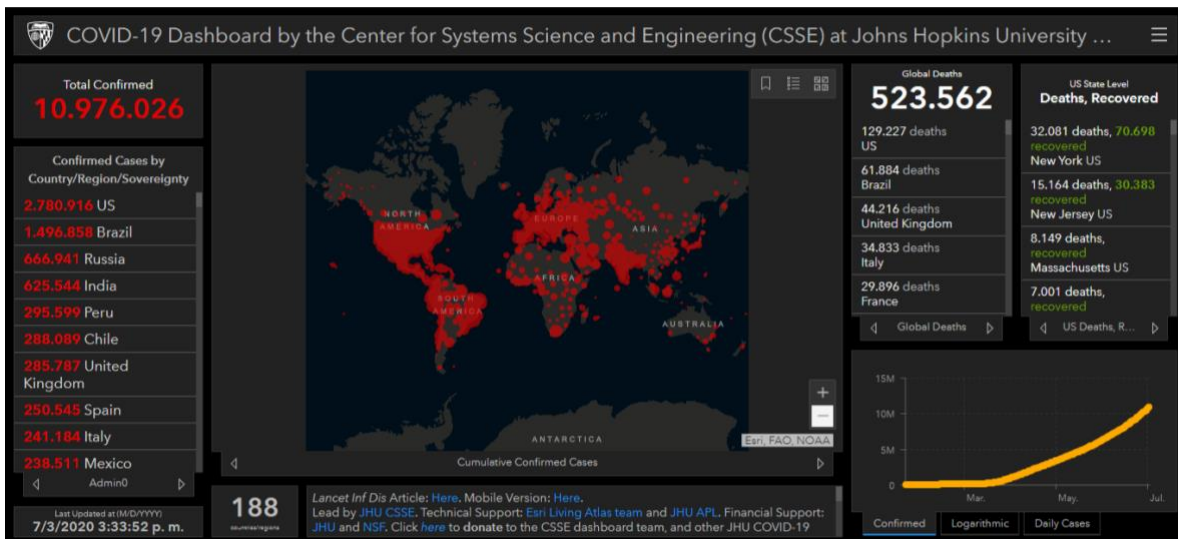 COVID-19 Dashboard by the Center for Systems Science and Engineering (CSSE) at Johns Hopkins University ...
Total Confirmed
10.976.026
Confirmed Cases by
Country/Region/Sovereignty
2.780.916 US
1.496.858 Brazil
666.941 Russia
625.544 India
295.599 Peru
288.089 Chile
285.787 United
Kingdom
250.545 Spain
241.184 Italy
238.511 Mexico
Admin0
Last Updated at (M/D/YYYY)
7/3/2020 3:33:52 p. m.
NORTH
AMERICA
SOUTH
AMERICA
EUROPE
ASIA
AFRICA
AUSTRALIA
ANTARCTICA
+
−
Esri, FAO, NOAA
Cumulative Confirmed Cases
188
countries/regions
Lancet Inf Dis Article: Here. Mobile Version: Here.
Lead by JHU CSSE. Technical Support: Esri Living Atlas team and JHU APL. Financial Support:
JHU and NSF. Click here to donate to the CSSE dashboard team, and other JHU COVID-19
Global Deaths
523.562
129.227 deaths
US
61.884 deaths
Brazil
44.216 deaths
United Kingdom
34.833 deaths
Italy
29.896 deaths
France
Global Deaths
US State Level
Deaths, Recovered
32.081 deaths, 70.698
recovered
New York US
15.164 deaths, 30.383
recovered
New Jersey US
8.149 deaths,
recovered
Massachusetts US
7.001 deaths,
recovered
US Deaths, R...
15M
10M
5M
0
Mar.
May.
Jul.
Confirmed
Logarithmic
Daily Cases